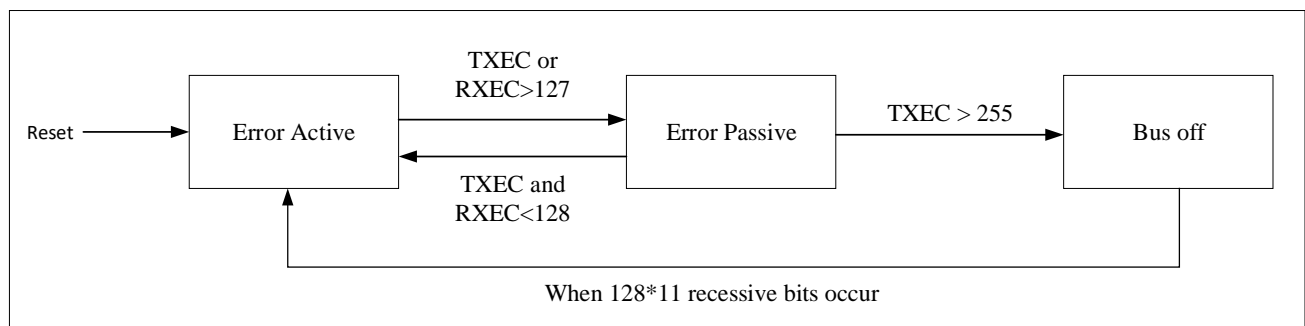 TXEC or
RXEC>127
Reset
Error Active
Error Passive
TXEC > 255
Bus off
TXEC and
RXEC<128
When 128*11 recessive bits occur